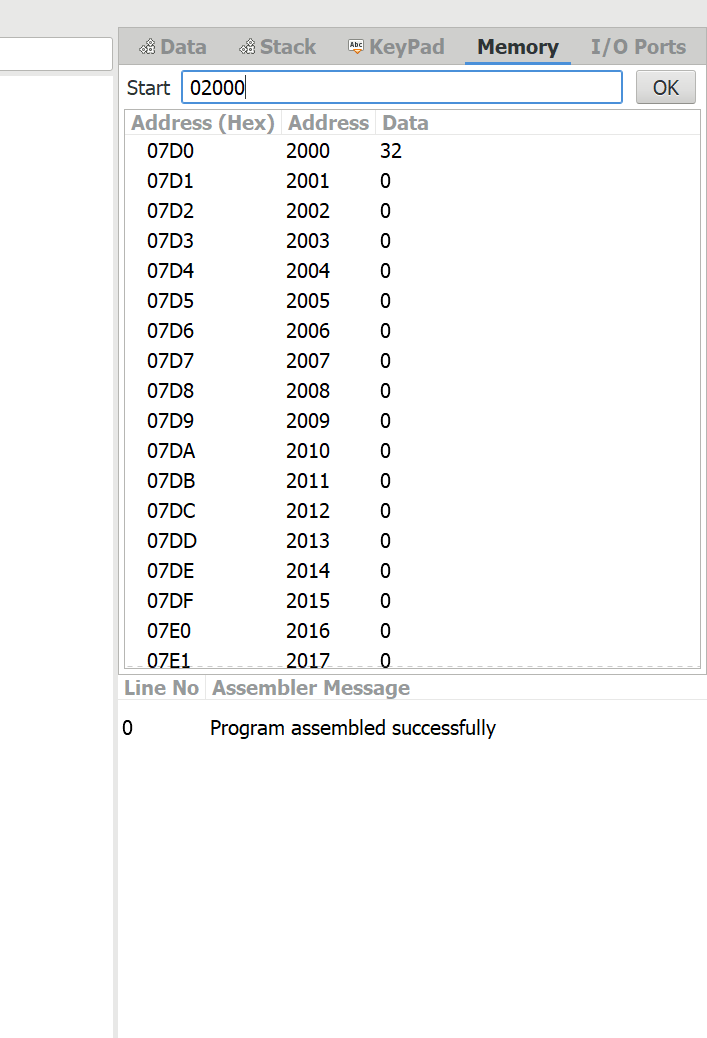 Data Stack Abc KeyPad Memory I/O Ports
Start 02000 OK
Address (Hex) Address Data
07D0 2000 32
07D1 2001 0
07D2 2002 0
07D3 2003 0
07D4 2004 0
07D5 2005 0
07D6 2006 0
07D7 2007 0
07D8 2008 0
07D9 2009 0
07DA 2010 0
07DB 2011 0
07DC 2012 0
07DD 2013 0
07DE 2014 0
07DF 2015 0
07E0 2016 0
07E1 2017 0
Line No Assembler Message
0 Program assembled successfully